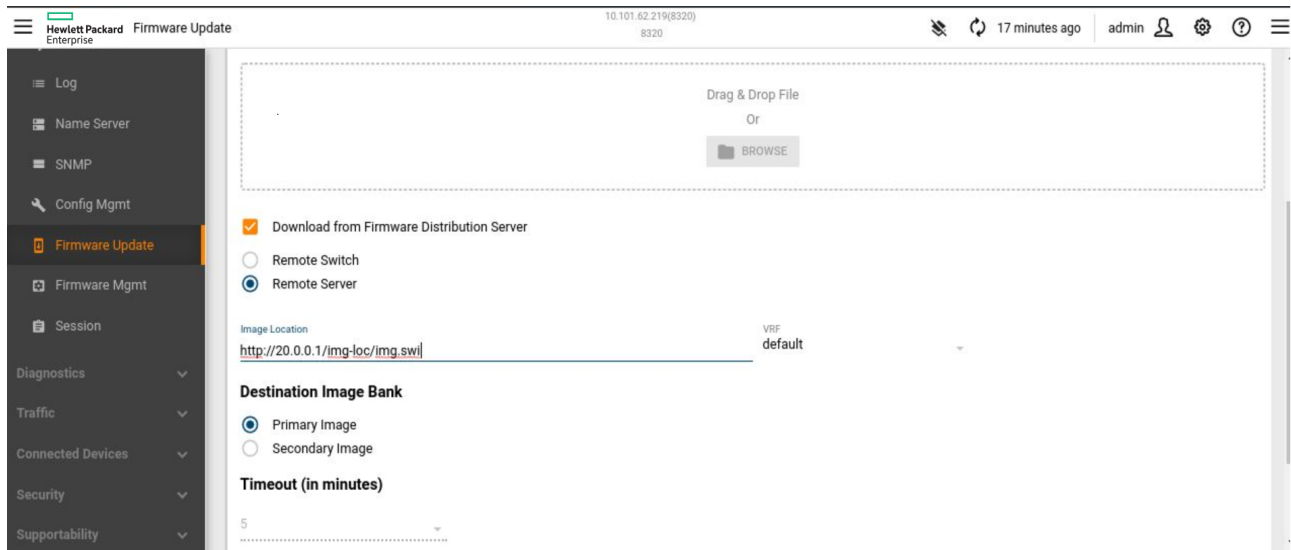 Hewlett Packard
Enterprise
Firmware Update
10.101.62.219(8320)
8320
17 minutes ago
admin
Log
Name Server
SNMP
Config Mgmt
Firmware Update
Firmware Mgmt
Session
Diagnostics
Traffic
Connected Devices
Security
Supportability
Drag & Drop File
Or
BROWSE
Download from Firmware Distribution Server
Remote Switch
Remote Server
Image Location
http://20.0.0.1/img-loc/img.swi
VRF
default
Destination Image Bank
Primary Image
Secondary Image
Timeout (in minutes)
5